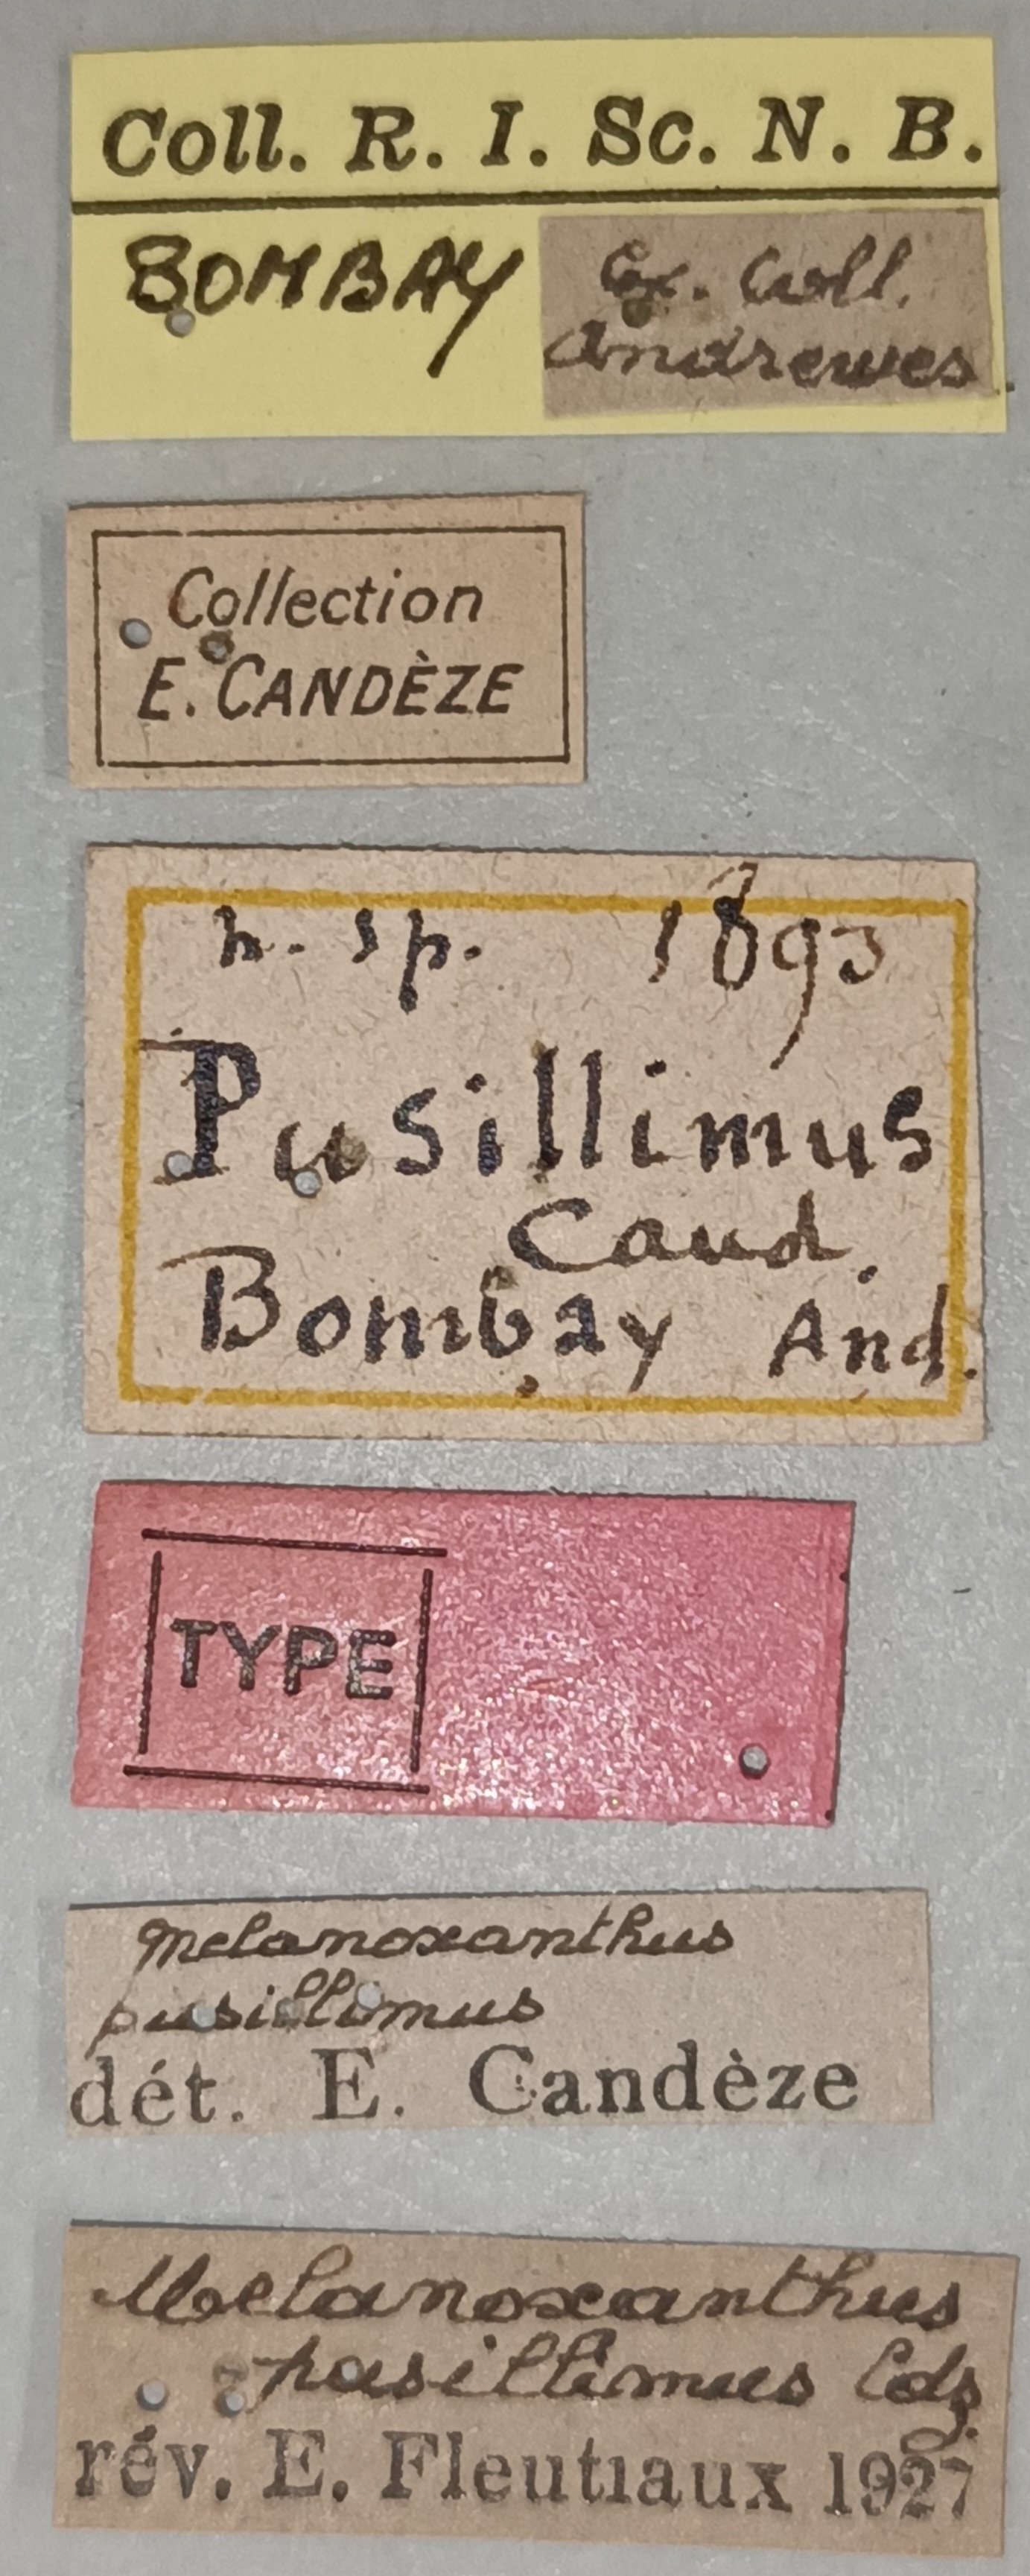 Coll. R. I. Sc. N. B.
BOMBAY
Ex. Coll.
Andrewes
Collection
E. CANDÈZE
n. sp. 1893
Pusillimus
Cand.
Bombay And.
TYPE
Melanoxanthus
pusillimus
dét. E. Candèze
Melanoxanthus
pusillimus Cdz.
rév. E. Fleutiaux 1927